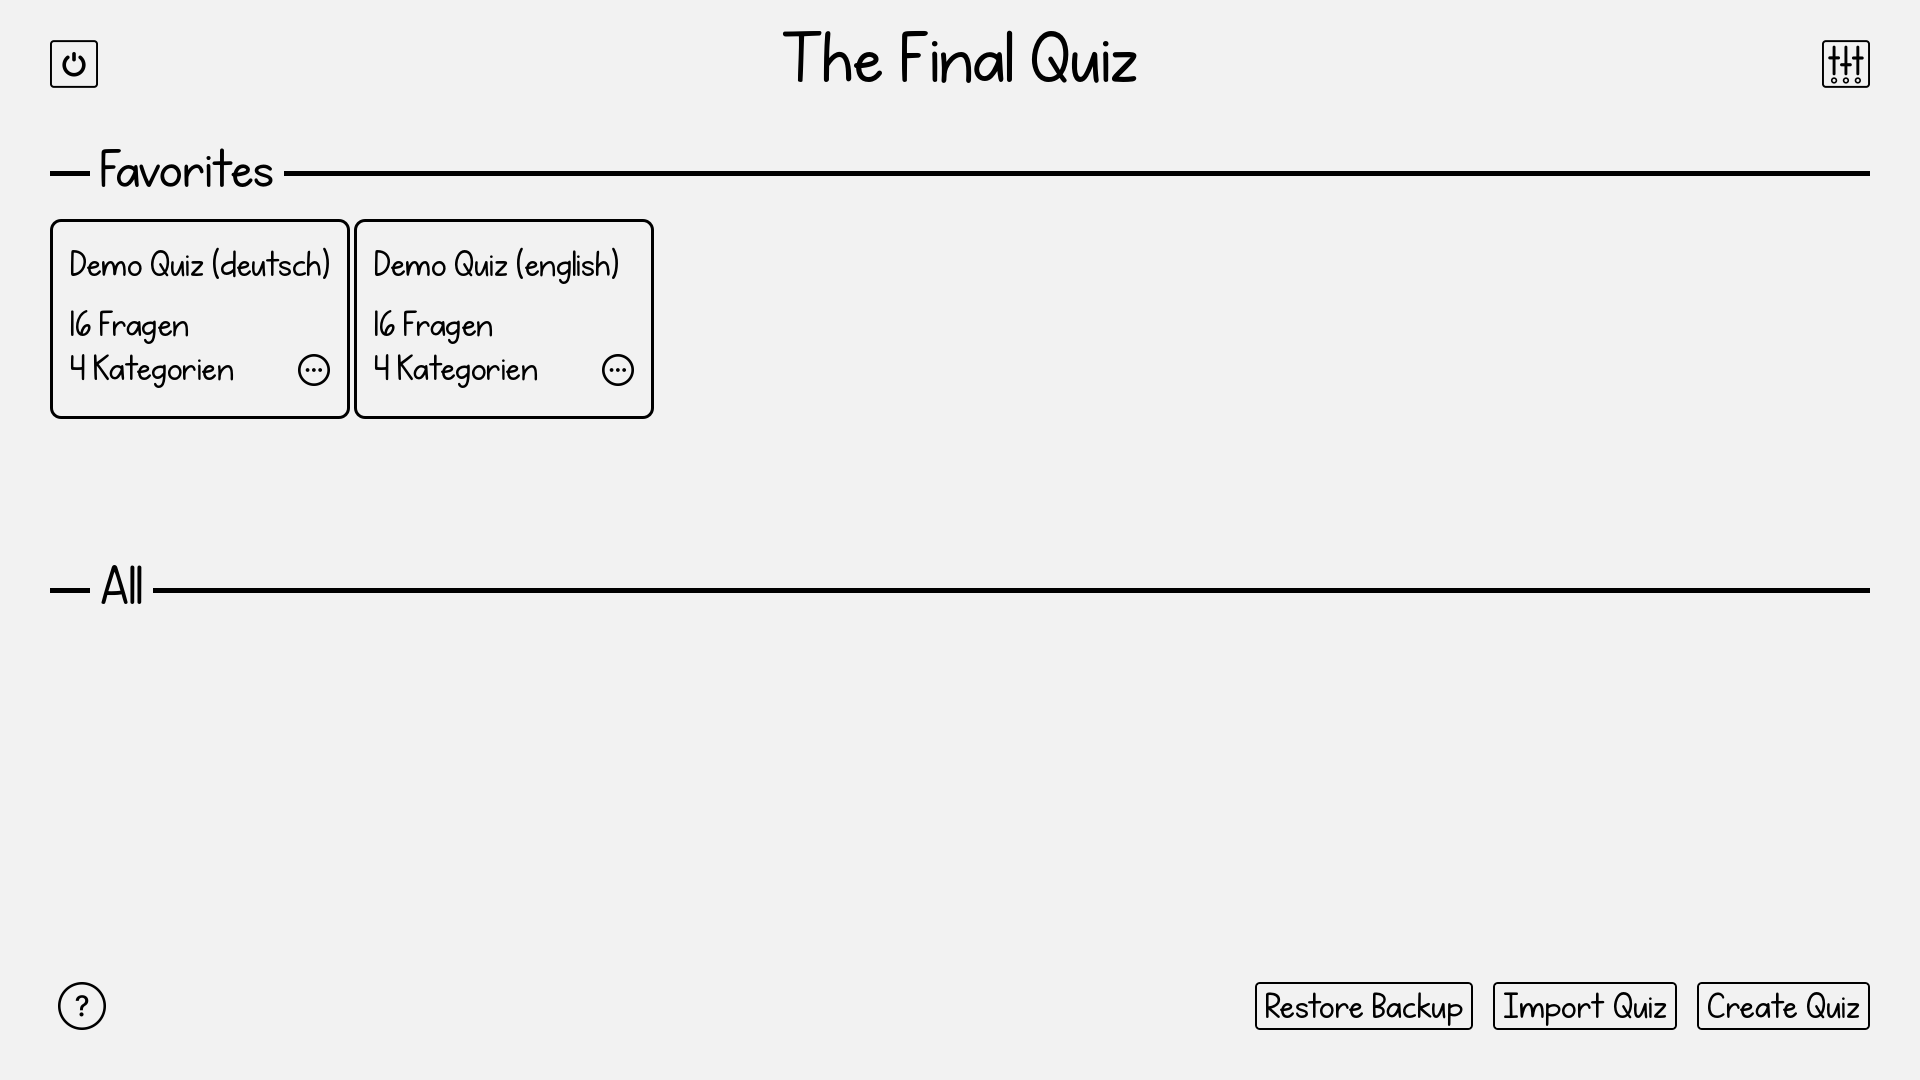 The Final Quiz
Favorites
Demo Quiz (deutsch)
16 Fragen
4 Kategorien
Demo Quiz (english)
16 Fragen
4 Kategorien
All
?
Restore Backup
Import Quiz
Create Quiz